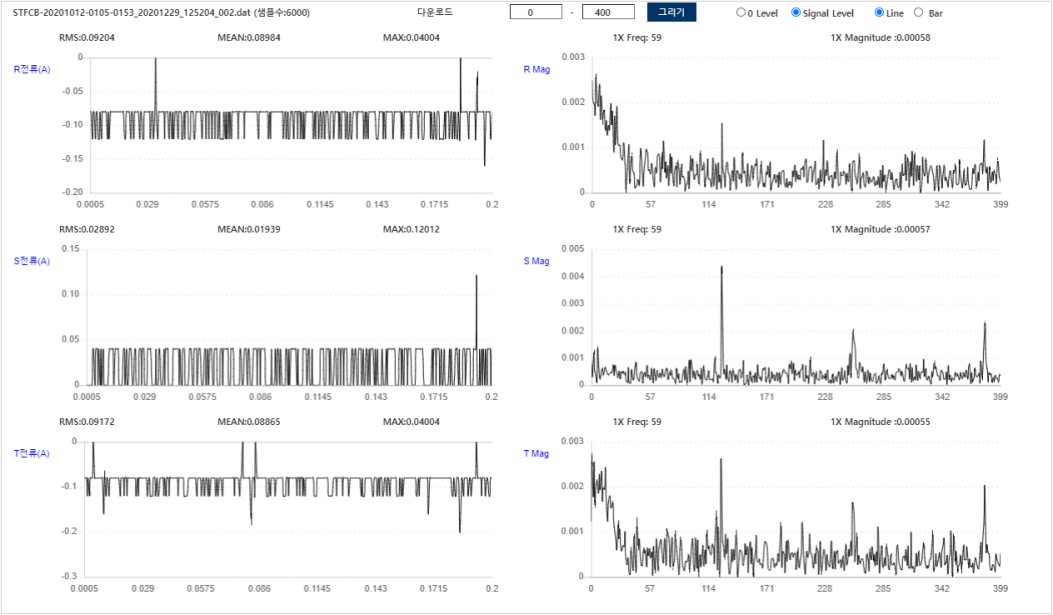 STFCB-20201012-0105-0153_20201229_125204_002.dat (샘플수:6000) 다운로드 0 - 400 그리기 0 Level Signal Level Line Bar
RMS:0.09204 MEAN:0.08984 MAX:0.04004 1X Freq: 59 1X Magnitude :0.00058
R전류(A) R Mag
0 -0.05 -0.10 -0.15 -0.20
0.0005 0.029 0.0575 0.086 0.1145 0.143 0.1715 0.2
0.003 0.002 0.001 0
0 57 114 171 228 285 342 399
RMS:0.02892 MEAN:0.01939 MAX:0.12012 1X Freq: 59 1X Magnitude :0.00057
S전류(A) S Mag
0.15 0.10 0.05 0
0.0005 0.029 0.0575 0.086 0.1145 0.143 0.1715 0.2
0.005 0.004 0.003 0.002 0.001 0
0 57 114 171 228 285 342 399
RMS:0.09172 MEAN:0.08865 MAX:0.04004 1X Freq: 59 1X Magnitude :0.00055
T전류(A) T Mag
0 -0.1 -0.2 -0.3
0.0005 0.029 0.0575 0.086 0.1145 0.143 0.1715 0.2
0.003 0.002 0.001 0
0 57 114 171 228 285 342 399